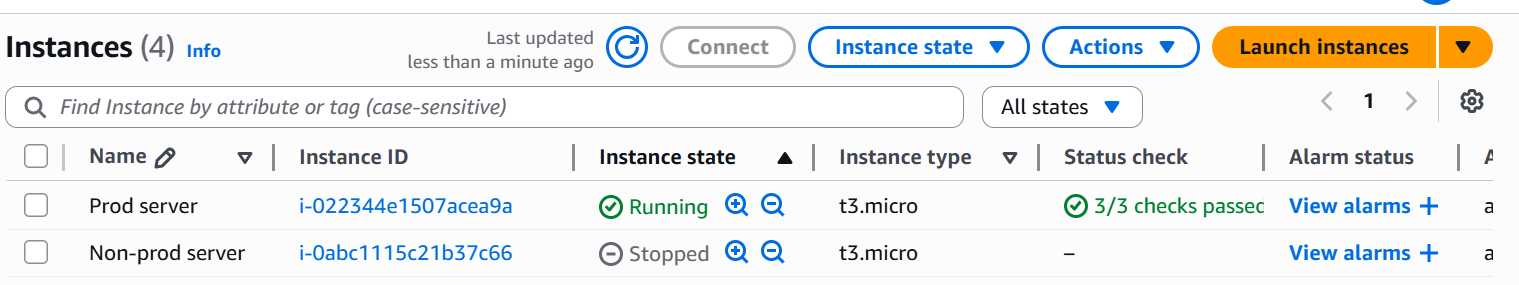 Instances (4) Info
Last updated
less than a minute ago
Connect
Instance state
Actions
Launch instances
Find Instance by attribute or tag (case-sensitive)
All states
1
Name Instance ID Instance state Instance type Status check Alarm status A
Prod server i-022344e1507acea9a Running t3.micro 3/3 checks passed View alarms + a
Non-prod server i-0abc1115c21b37c66 Stopped t3.micro – View alarms + a